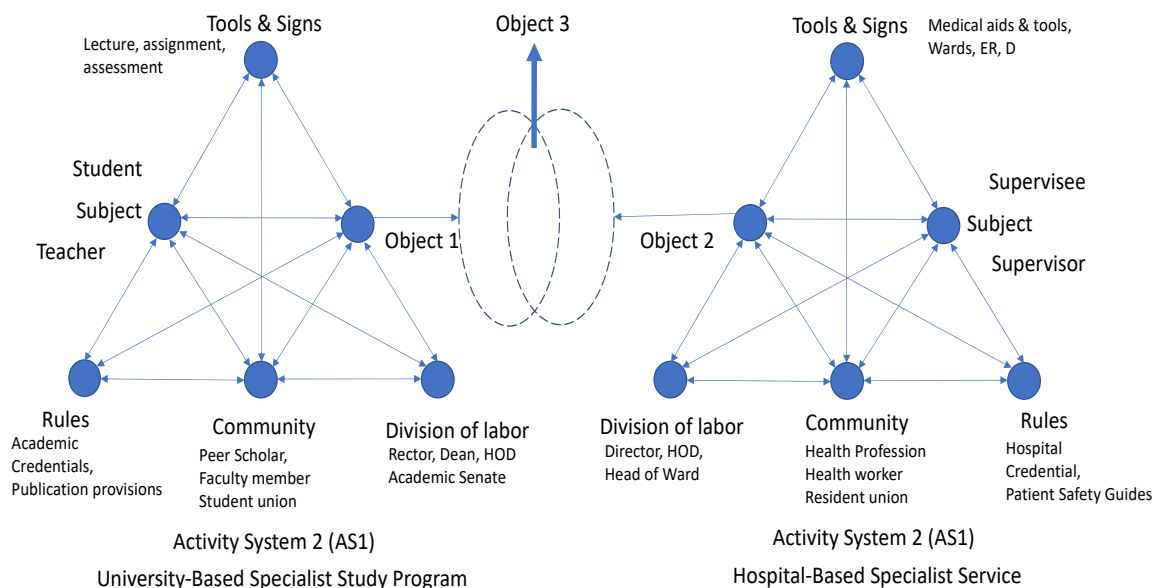 Tools & Signs
Lecture, assignment,
assessment
Object 3
Tools & Signs
Medical aids & tools,
Wards, ER, D
Student
Subject
Teacher
Object 1
Object 2
Supervisee
Subject
Supervisor
Rules
Academic
Credentials,
Publication provisions
Community
Peer Scholar,
Faculty member
Student union
Division of labor
Rector, Dean, HOD
Academic Senate
Division of labor
Director, HOD,
Head of Ward
Community
Health Profession
Health worker
Resident union
Rules
Hospital
Credential,
Patient Safety Guides
Activity System 2 (AS1)
University-Based Specialist Study Program
Activity System 2 (AS1)
Hospital-Based Specialist Service